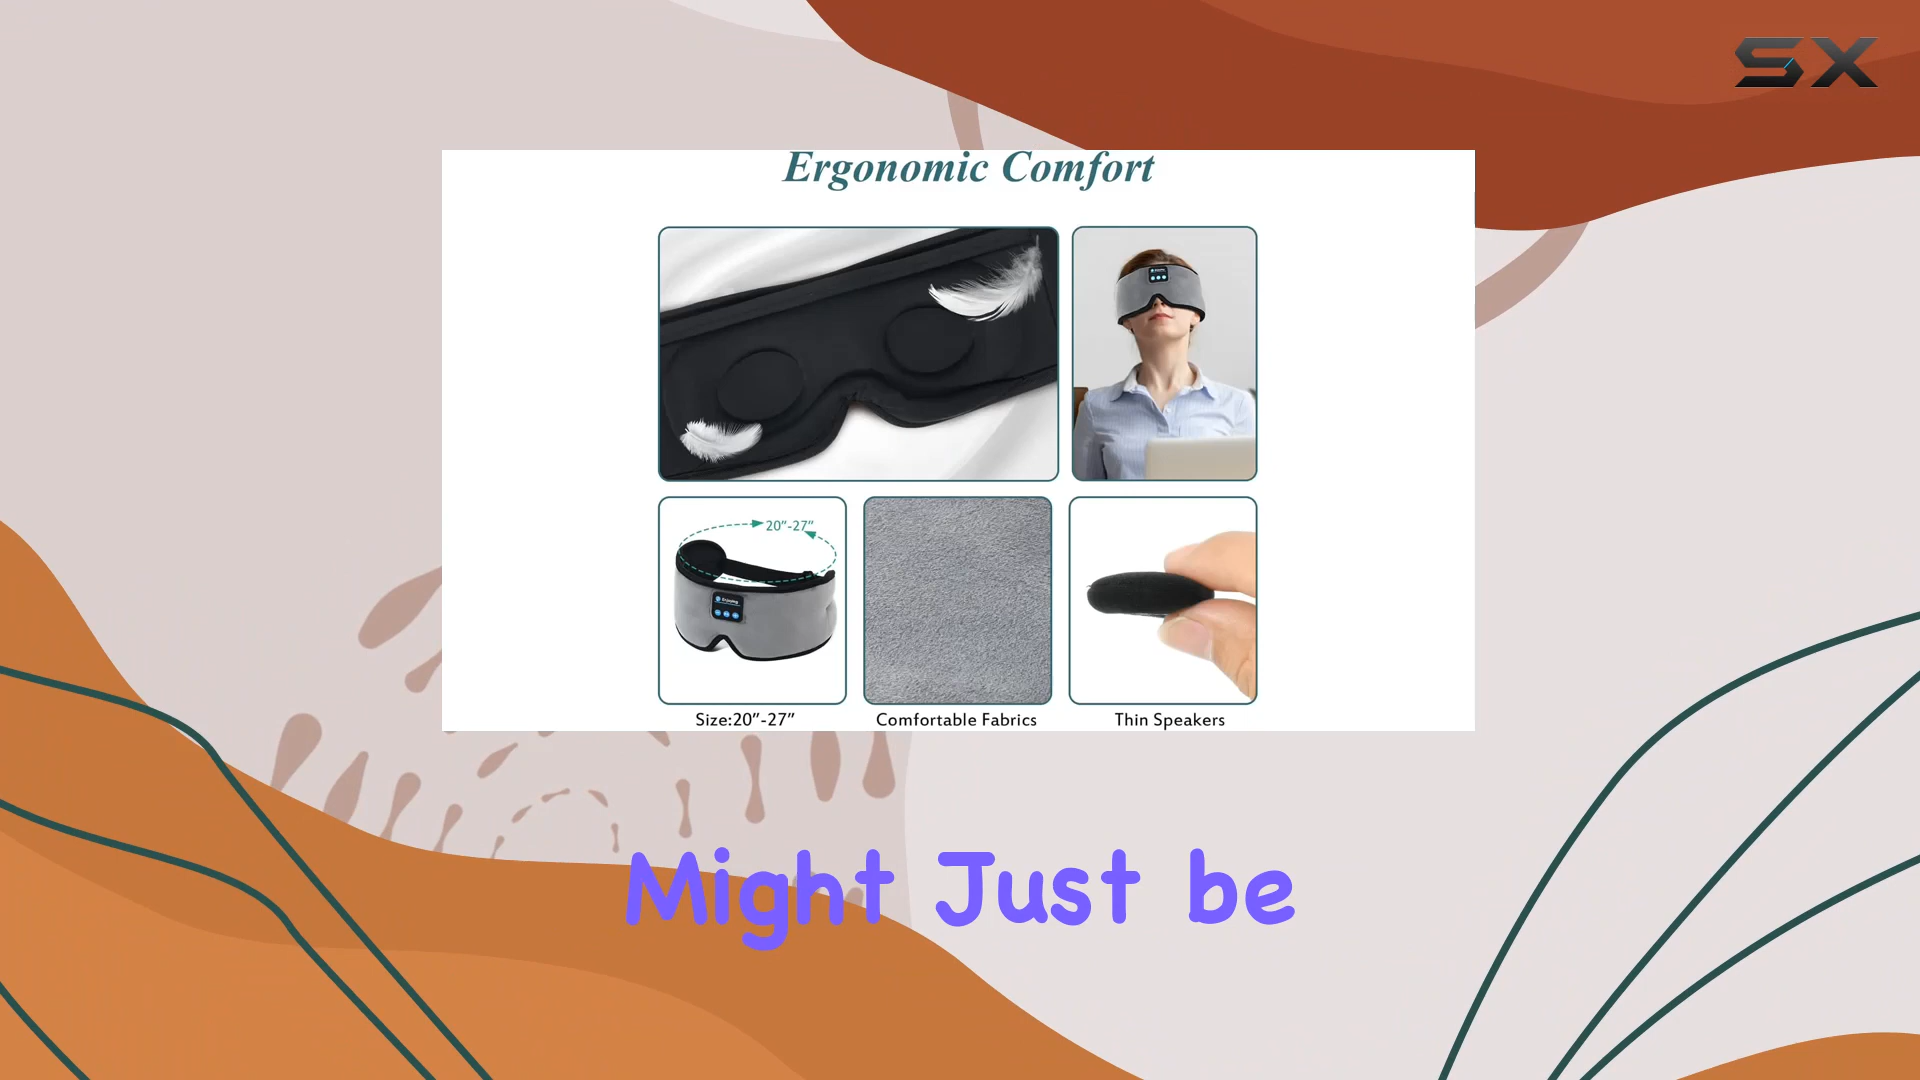 SX
Ergonomic Comfort
20"-27"
Size:20"-27"
Comfortable Fabrics
Thin Speakers
Might Just be